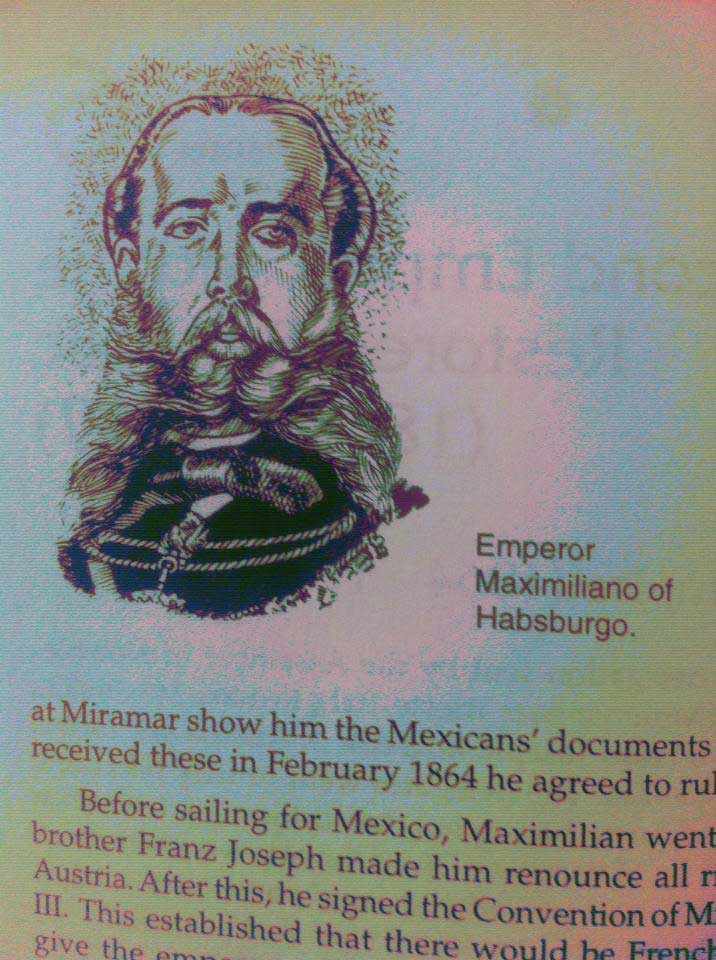 Emperor
Maximiliano of
Habsburgo.
at Miramar show him the Mexicans' documents
received these in February 1864 he agreed to
Before sailing for Mexico, Maximilian went
brother Franz Joseph made him renounce all
Austria. After this, he signed the Convention of
III. This established that there would be French
give the